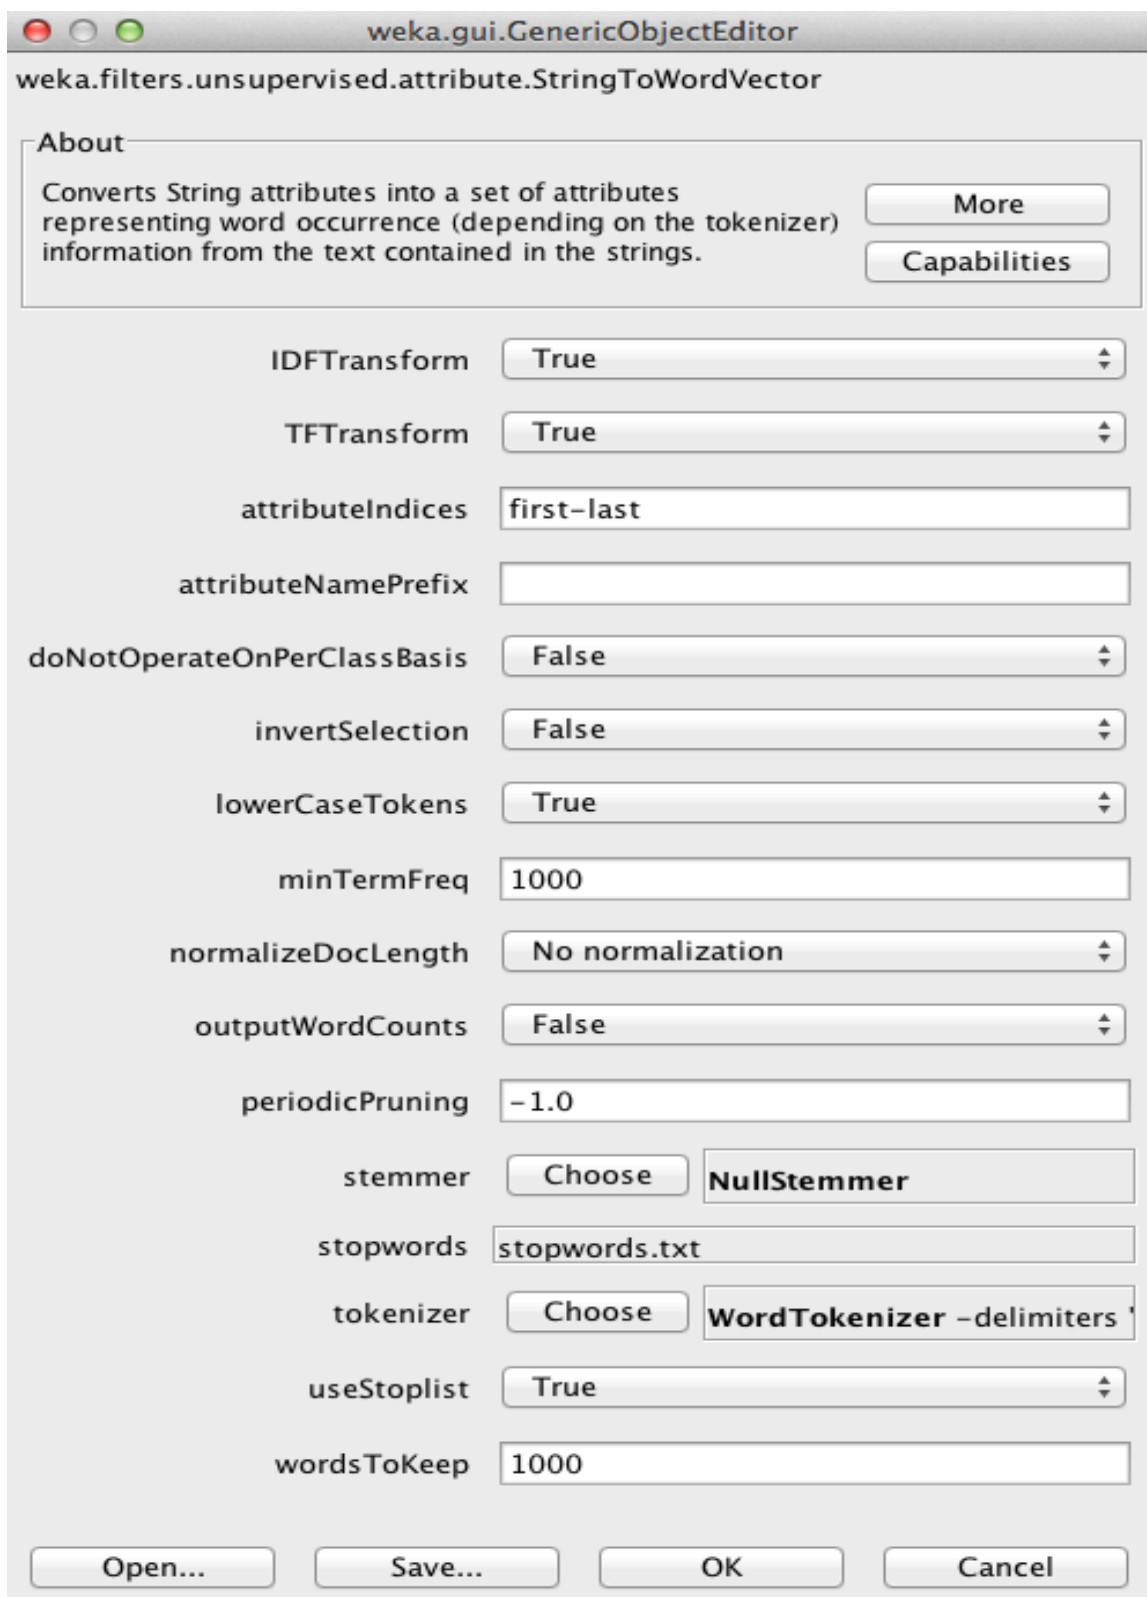 weka.gui.GenericObjectEditor
weka.filters.unsupervised.attribute.StringToWordVector
About
Converts String attributes into a set of attributes
representing word occurrence (depending on the tokenizer)
information from the text contained in the strings.
More
Capabilities
IDFTransform True
TFTransform True
attributeIndices first-last
attributeNamePrefix
doNotOperateOnPerClassBasis False
invertSelection False
lowerCaseTokens True
minTermFreq 1000
normalizeDocLength No normalization
outputWordCounts False
periodicPruning -1.0
stemmer Choose NullStemmer
stopwords stopwords.txt
tokenizer Choose WordTokenizer -delimiters '
useStoplist True
wordsToKeep 1000
Open... Save... OK Cancel